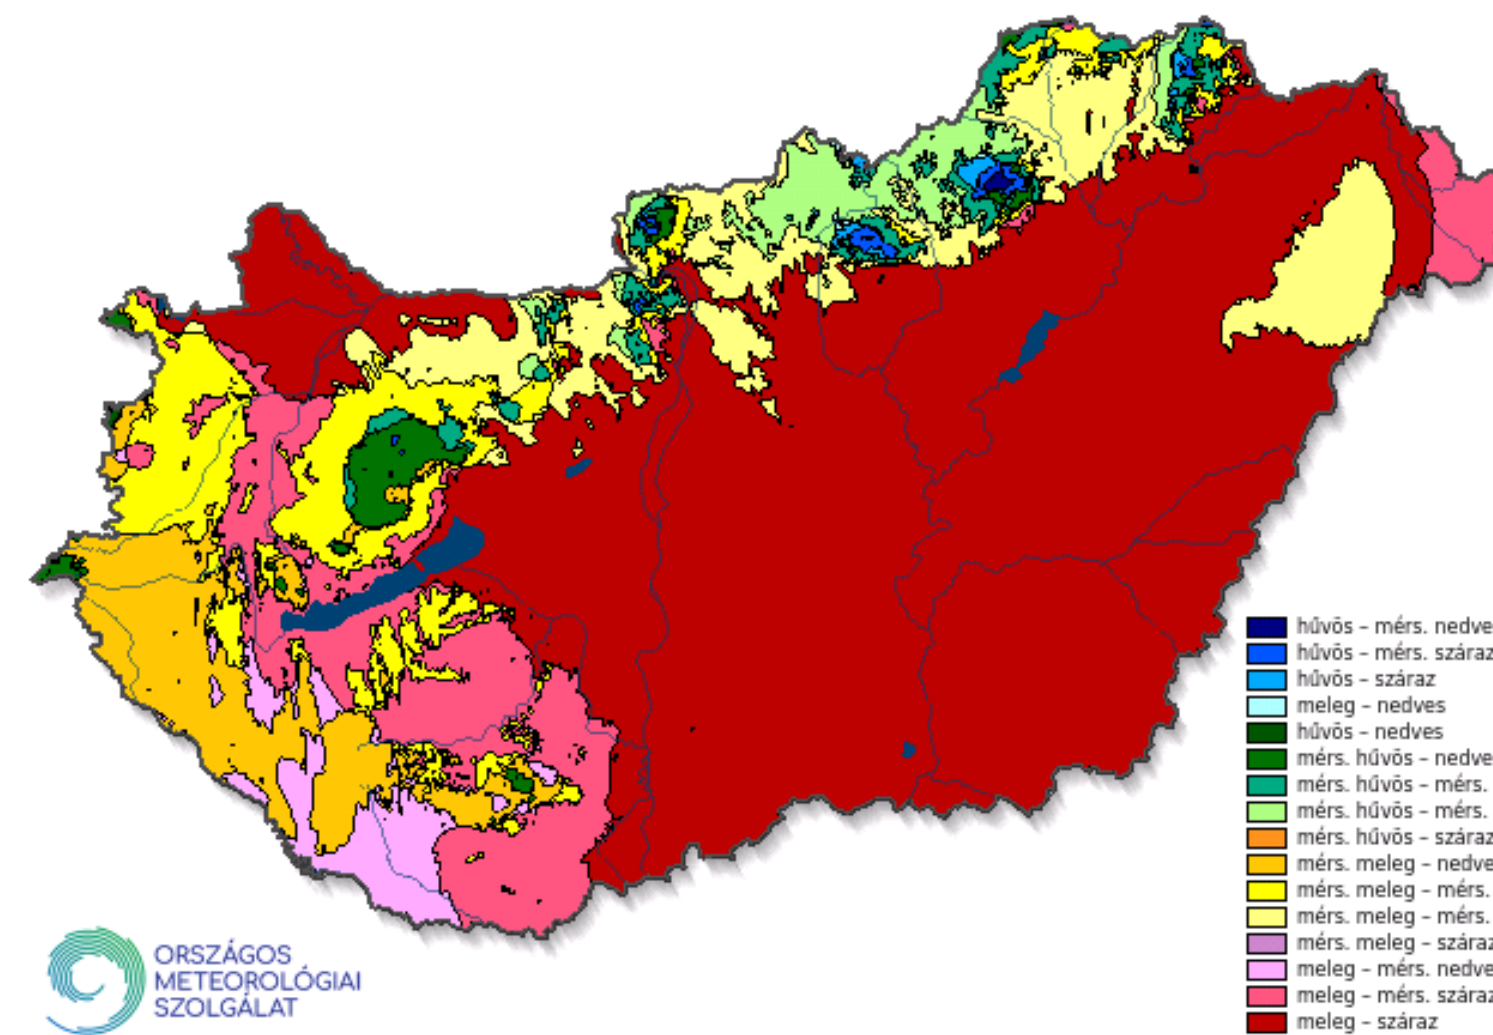 hűvös – mérs. nedve
hűvös – mérs. száraz
hűvös – száraz
meleg – nedves
hűvös – nedves
mérs. hűvös – nedve
mérs. hűvös – mérs.
mérs. hűvös – mérs.
mérs. hűvös – száraz
mérs. meleg – nedve
mérs. meleg – mérs.
mérs. meleg – mérs.
mérs. meleg – száraz
meleg – mérs. nedve
meleg – mérs. száraz
meleg – száraz
ORSZÁGOS
METEOROLÓGIAI
SZOLGÁLAT